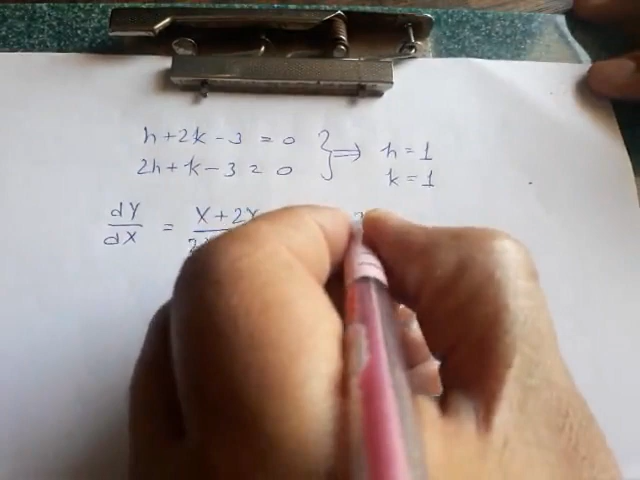 h + 2k - 3 = 0
2h + k - 3 = 0
} ⇒ h = 1
k = 1
dY/dX = X + 2Y